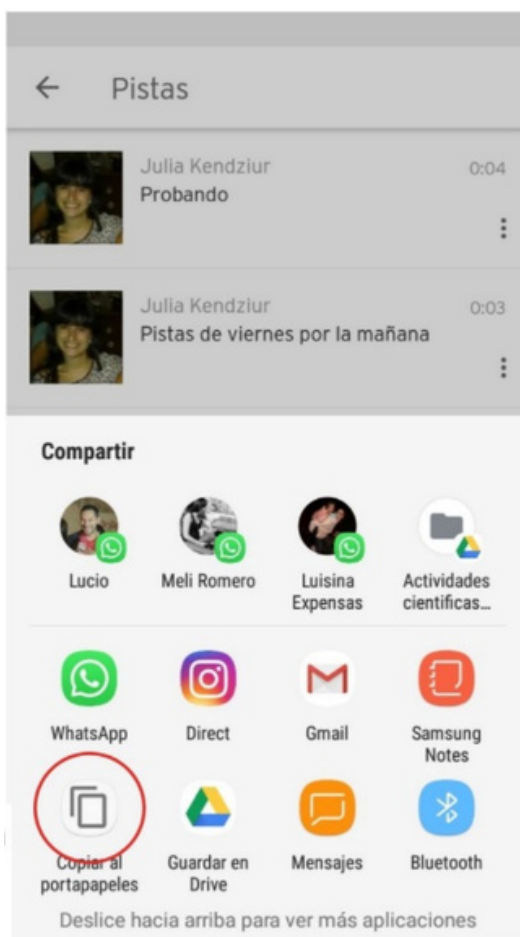 Pistas
Julia Kendziur 0:04
Probando
Julia Kendziur 0:03
Pistas de viernes por la mañana
Compartir
Lucio Meli Romero Luisina Actividades
Expensas cientificas...
WhatsApp Direct Gmail Samsung
Notes
Copiar al Guardar en Mensajes Bluetooth
portapapeles Drive
Deslice hacia arriba para ver más aplicaciones